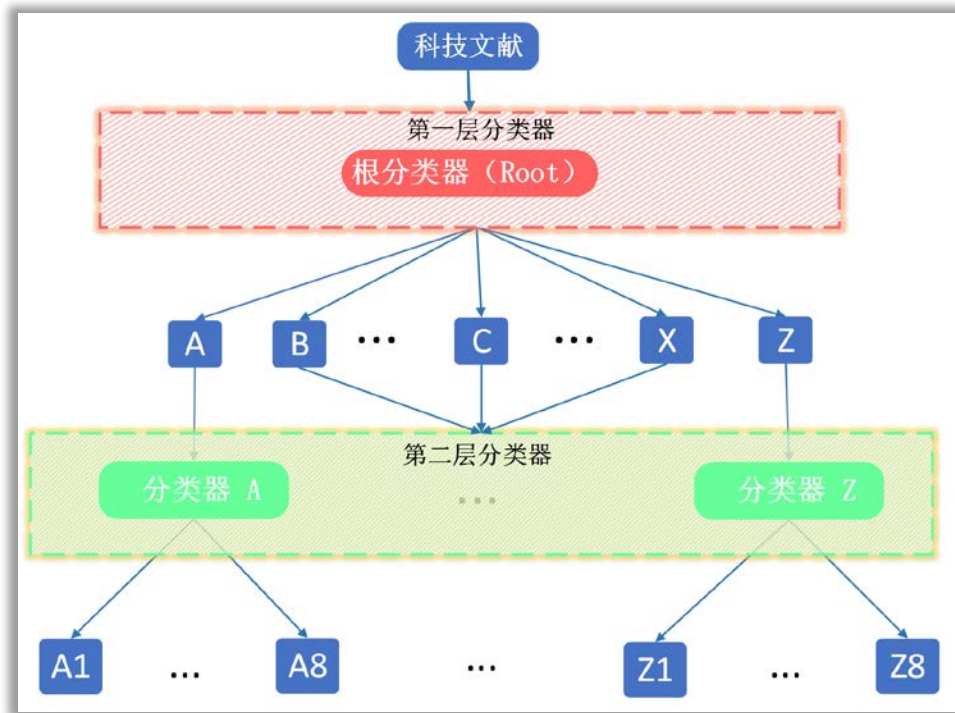 科技文献
第一层分类器
根分类器（Root）
A B ... C ... X Z
第二层分类器
分类器 A ... 分类器 Z
A1 ... A8 ... Z1 ... Z8